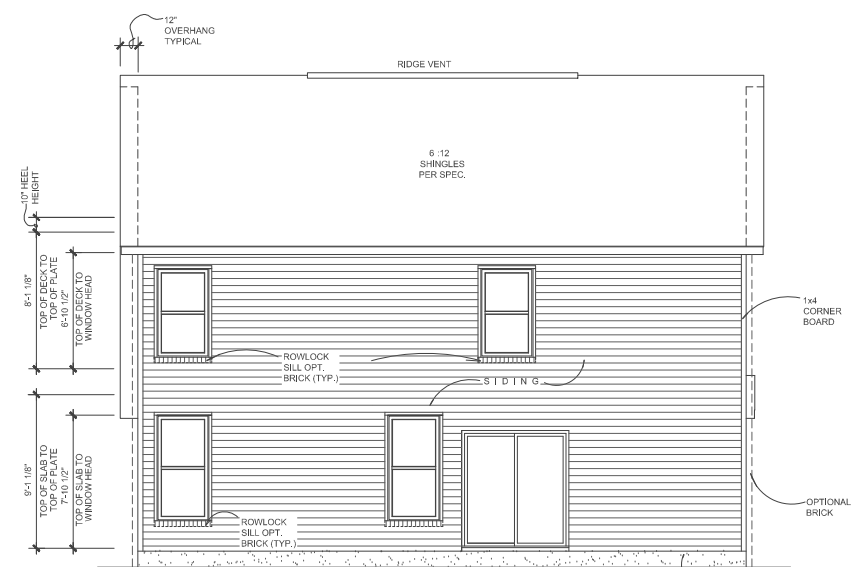 12"
OVERHANG
TYPICAL
RIDGE VENT
6 :12
SHINGLES
PER SPEC.
10" HEEL
HEIGHT
8'-1 1/8"
TOP OF DECK TO
TOP OF PLATE
6'-10 1/2"
TOP OF DECK TO
WINDOW HEAD
1x4
CORNER
BOARD
ROWLOCK
SILL OPT.
BRICK (TYP.)
SIDING
9'-1 1/8"
TOP OF SLAB TO
TOP OF PLATE
7'-10 1/2"
TOP OF SLAB TO
WINDOW HEAD
OPTIONAL
BRICK
ROWLOCK
SILL OPT.
BRICK (TYP.)